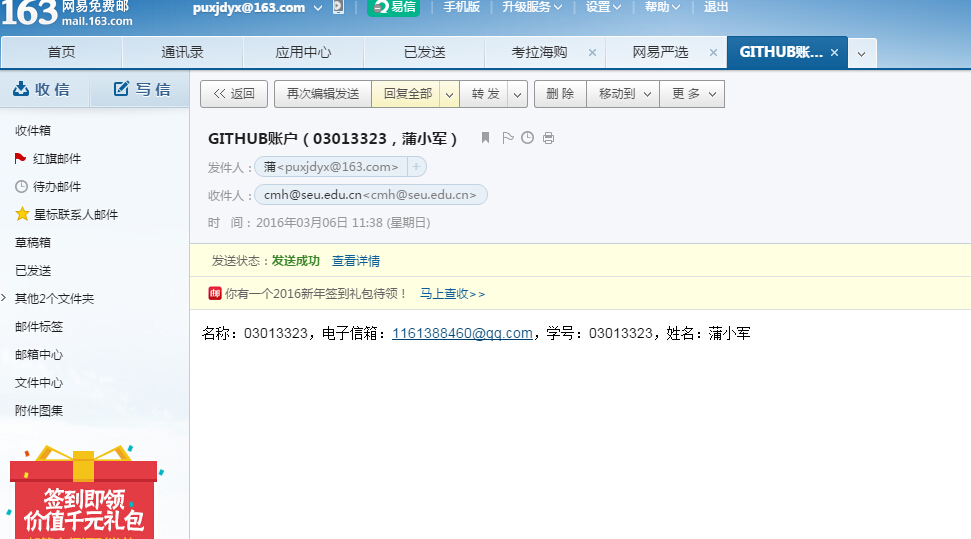 163 网易免费邮
mail.163.com
puxjdyx@163.com 易信 手机版 升级服务 设置 帮助 退出
首页 通讯录 应用中心 已发送 考拉海购 × 网易严选 × GITHUB账... ×
收信 写信
<< 返回 再次编辑发送 回复全部 转发 删除 移动到 更多
收件箱
红旗邮件
待办邮件
星标联系人邮件
草稿箱
已发送
其他2个文件夹
邮件标签
邮箱中心
文件中心
附件图集
签到即领
价值千元礼包
GITHUB账户（03013323，蒲小军）
发件人：蒲<puxjdyx@163.com> +
收件人：cmh@seu.edu.cn<cmh@seu.edu.cn>
时 间：2016年03月06日 11:38 (星期日)
发送状态：发送成功 查看详情
你有一个2016新年签到礼包待领！ 马上查收>>
名称：03013323，电子信箱：1161388460@qq.com，学号：03013323，姓名：蒲小军